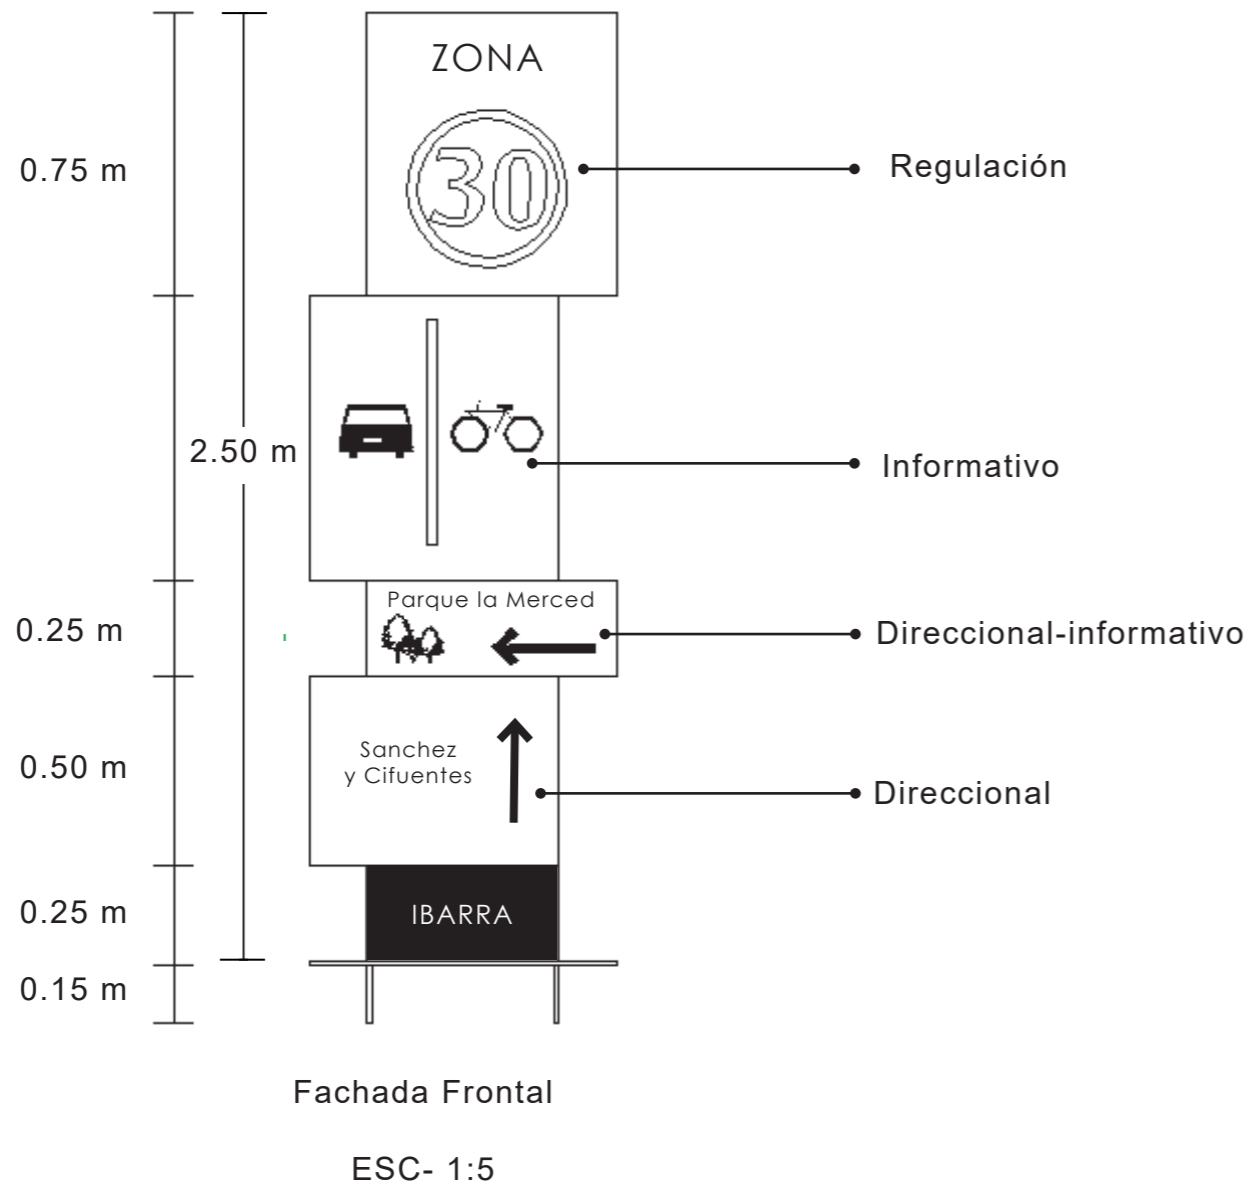 ZONA
30
0.75 m
Regulación
2.50 m
Informativo
Parque la Merced
0.25 m
Direccional-informativo
Sanchez
y Cifuentes
0.50 m
Direccional
0.25 m
IBARRA
0.15 m
Fachada Frontal
ESC- 1:5